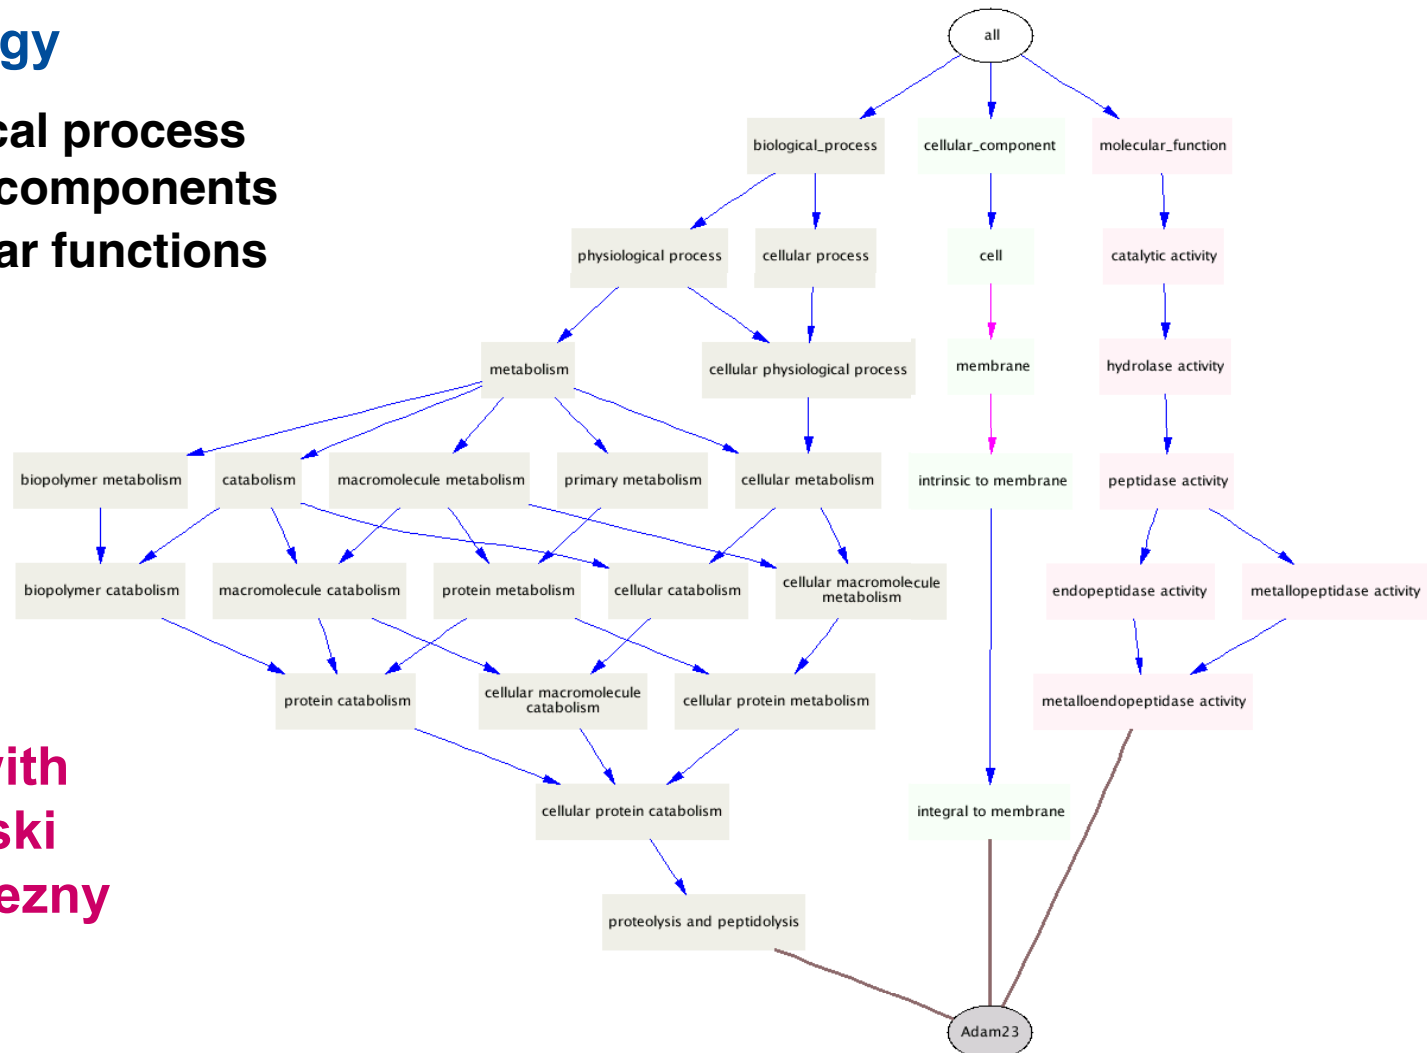 gy
cal process
components
ar functions
vith
ski
ezny
all
biological_process
cellular_component
molecular_function
physiological process
cellular process
cell
catalytic activity
metabolism
cellular physiological process
membrane
hydrolase activity
biopolymer metabolism
catabolism
macromolecule metabolism
primary metabolism
cellular metabolism
intrinsic to membrane
peptidase activity
biopolymer catabolism
macromolecule catabolism
protein metabolism
cellular catabolism
cellular macromolecule
metabolism
endopeptidase activity
metallopeptidase activity
protein catabolism
cellular macromolecule
catabolism
cellular protein metabolism
metalloendopeptidase activity
cellular protein catabolism
integral to membrane
proteolysis and peptidolysis
Adam23